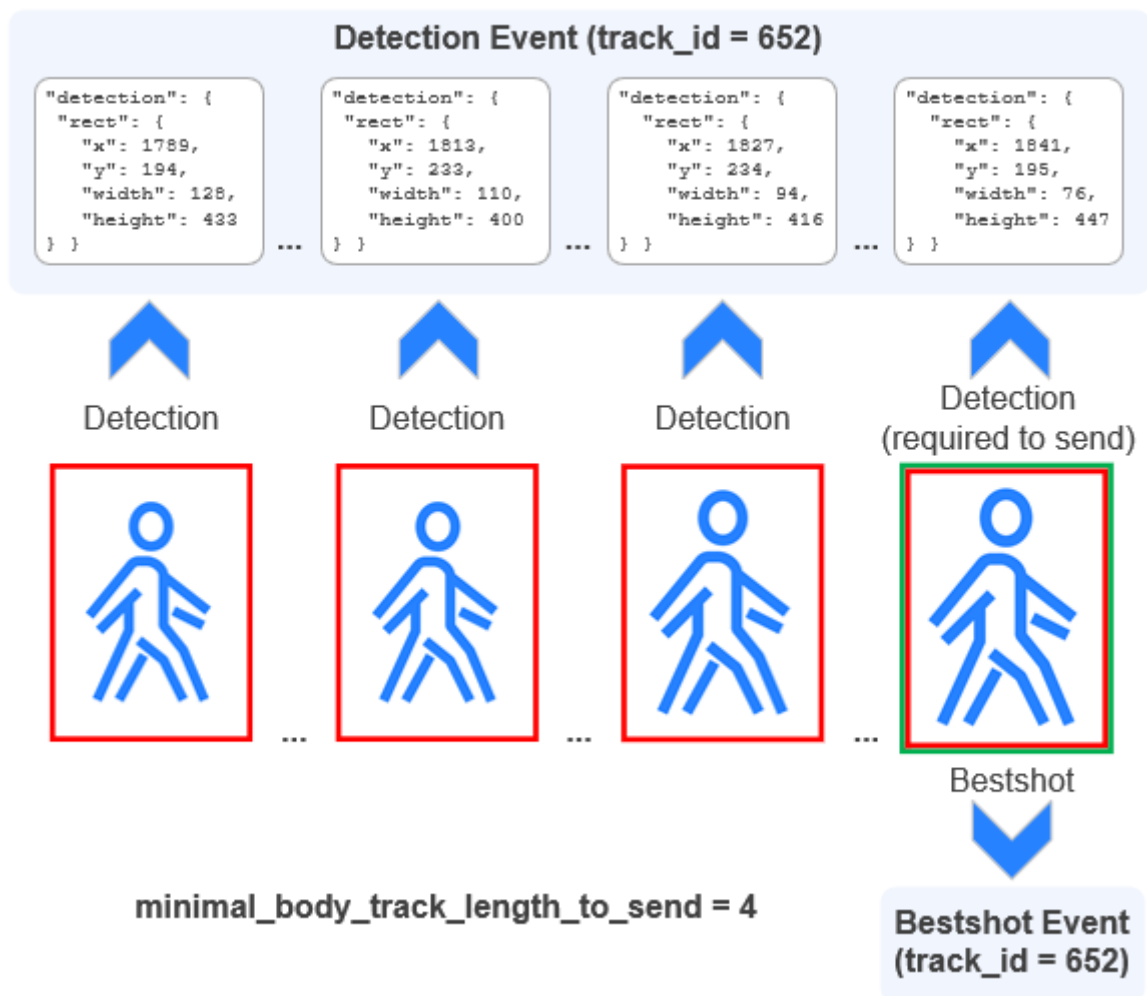 Detection Event (track_id = 652)
"detection": {
"rect": {
"x": 1789,
"y": 194,
"width": 128,
"height": 433
} }
...
"detection": {
"rect": {
"x": 1813,
"y": 233,
"width": 110,
"height": 400
} }
...
"detection": {
"rect": {
"x": 1827,
"y": 234,
"width": 94,
"height": 416
} }
...
"detection": {
"rect": {
"x": 1841,
"y": 195,
"width": 76,
"height": 447
} }
Detection
Detection
Detection
Detection
(required to send)
...
...
...
Bestshot
minimal_body_track_length_to_send = 4
Bestshot Event
(track_id = 652)